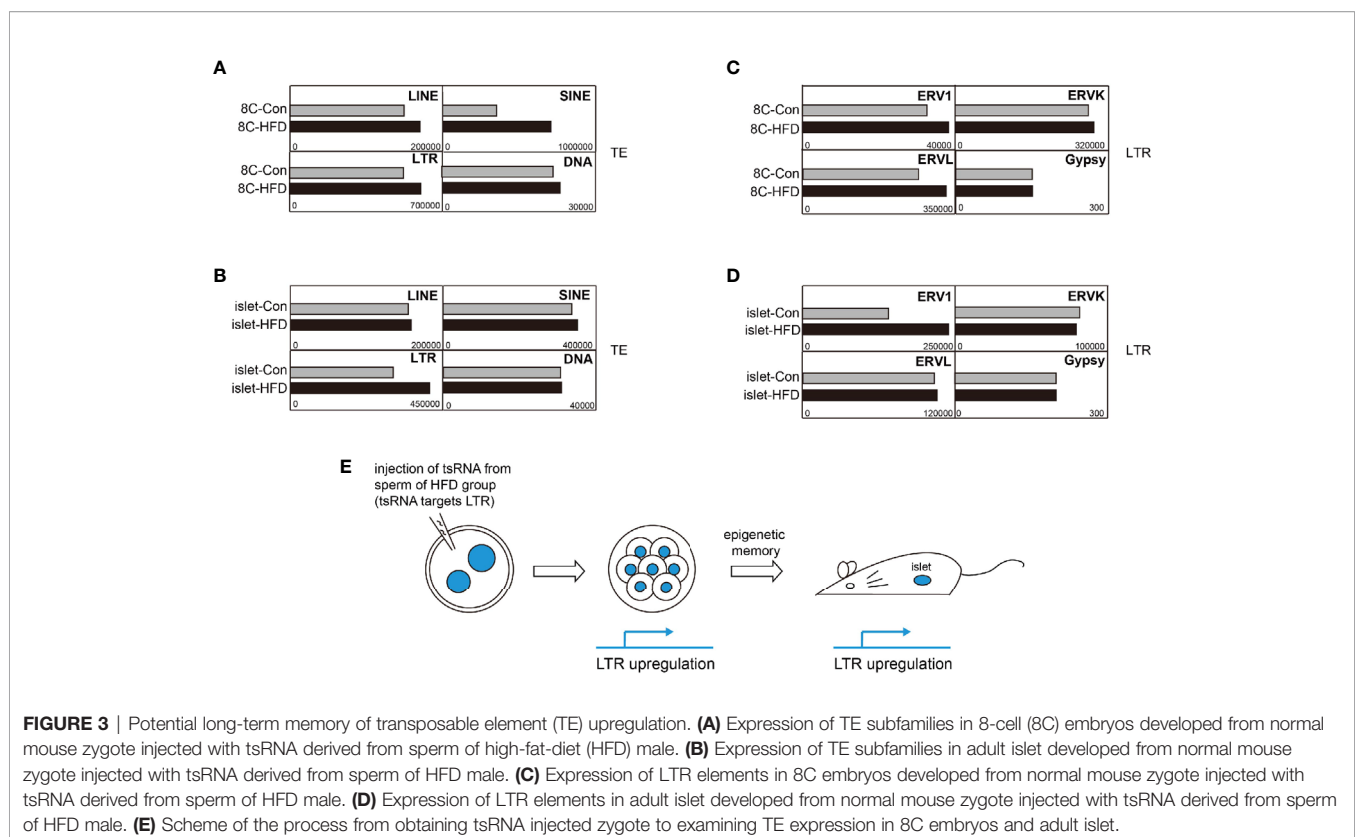 A
LINE
SINE
8C-Con
8C-HFD
0
200000
0
1000000
TE
LTR
DNA
8C-Con
8C-HFD
0
700000
0
30000
C
ERV1
ERVK
8C-Con
8C-HFD
0
40000
0
320000
LTR
ERVL
Gypsy
8C-Con
8C-HFD
0
350000
0
300
B
LINE
SINE
islet-Con
islet-HFD
0
200000
0
400000
TE
LTR
DNA
islet-Con
islet-HFD
0
450000
0
40000
D
ERV1
ERVK
islet-Con
islet-HFD
0
250000
0
100000
LTR
ERVL
Gypsy
islet-Con
islet-HFD
0
120000
0
300
E
injection of tsRNA from
sperm of HFD group
(tsRNA targets LTR)
epigenetic
memory
islet
LTR upregulation
LTR upregulation
FIGURE 3 | Potential long-term memory of transposable element (TE) upregulation. (A) Expression of TE subfamilies in 8-cell (8C) embryos developed from normal
mouse zygote injected with tsRNA derived from sperm of high-fat-diet (HFD) male. (B) Expression of TE subfamilies in adult islet developed from normal mouse
zygote injected with tsRNA derived from sperm of HFD male. (C) Expression of LTR elements in 8C embryos developed from normal mouse zygote injected with
tsRNA derived from sperm of HFD male. (D) Expression of LTR elements in adult islet developed from normal mouse zygote injected with tsRNA derived from sperm
of HFD male. (E) Scheme of the process from obtaining tsRNA injected zygote to examining TE expression in 8C embryos and adult islet.